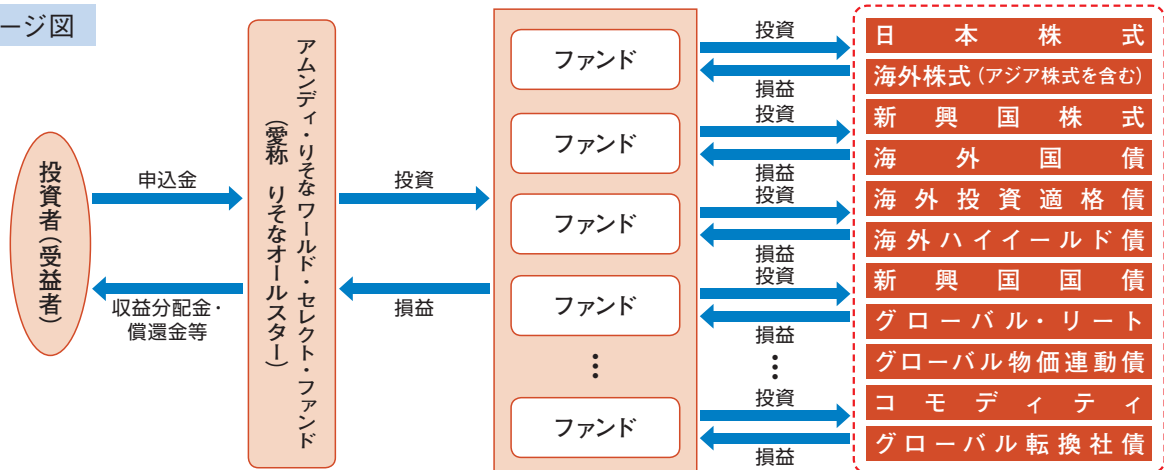 ージ図
投資者(受益者)
申込金
収益分配金・
償還金等
アムンディ・りそなワールド・セレクト・ファンド
(愛称 りそなオールスター)
投資
損益
ファンド
ファンド
ファンド
ファンド
⋮
ファンド
投資
損益
投資
損益
投資
損益
投資
損益
⋮
投資
損益
日本株式
海外株式(アジア株式を含む)
新興国株式
海外国債
海外投資適格債
海外ハイイールド債
新興国国債
グローバル・リート
グローバル物価連動債
コモディティ
グローバル転換社債